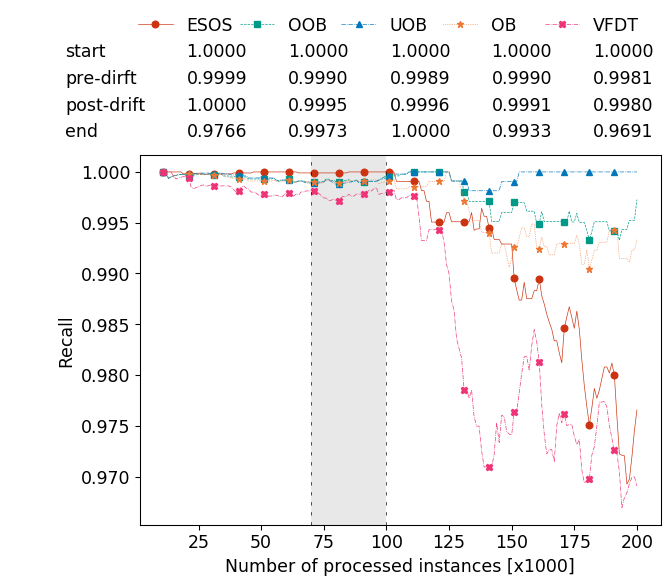 ESOS OOB UOB OB VFDT
start 1.0000 1.0000 1.0000 1.0000 1.0000
pre-dirft 0.9999 0.9990 0.9989 0.9990 0.9981
post-drift 1.0000 0.9995 0.9996 0.9991 0.9980
end 0.9766 0.9973 1.0000 0.9933 0.9691
1.000
0.995
0.990
0.985
0.980
0.975
0.970
Recall
25 50 75 100 125 150 175 200
Number of processed instances [x1000]